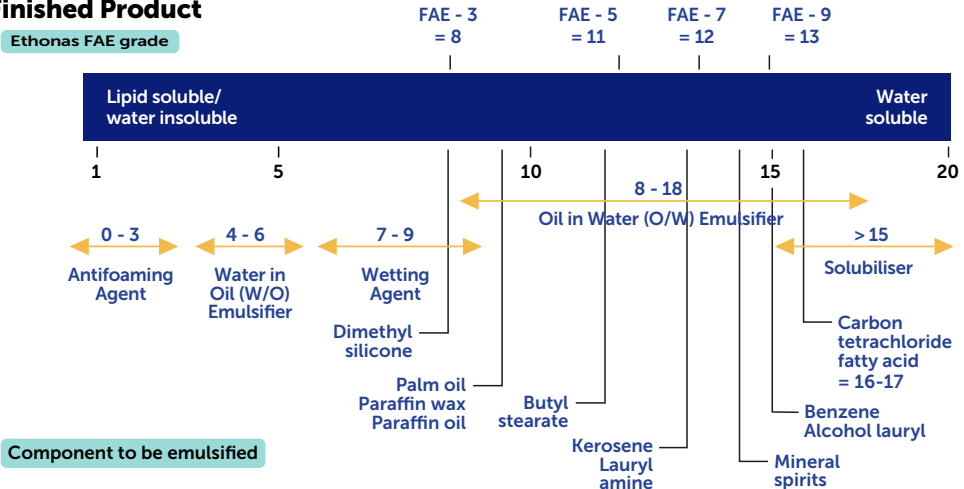 Finished Product
Ethonas FAE grade
FAE - 3
= 8
FAE - 5
= 11
FAE - 7
= 12
FAE - 9
= 13
Lipid soluble/
water insoluble
Water
soluble
1
5
10
15
20
8 - 18
Oil in Water (O/W) Emulsifier
0 - 3
Antifoaming
Agent
4 - 6
Water in
Oil (W/O)
Emulsifier
7 - 9
Wetting
Agent
>15
Solubiliser
Dimethyl
silicone
Palm oil
Paraffin wax
Paraffin oil
Butyl
stearate
Kerosene
Lauryl
amine
Carbon
tetrachloride
fatty acid
= 16-17
Benzene
Alcohol lauryl
Mineral
spirits
Component to be emulsified